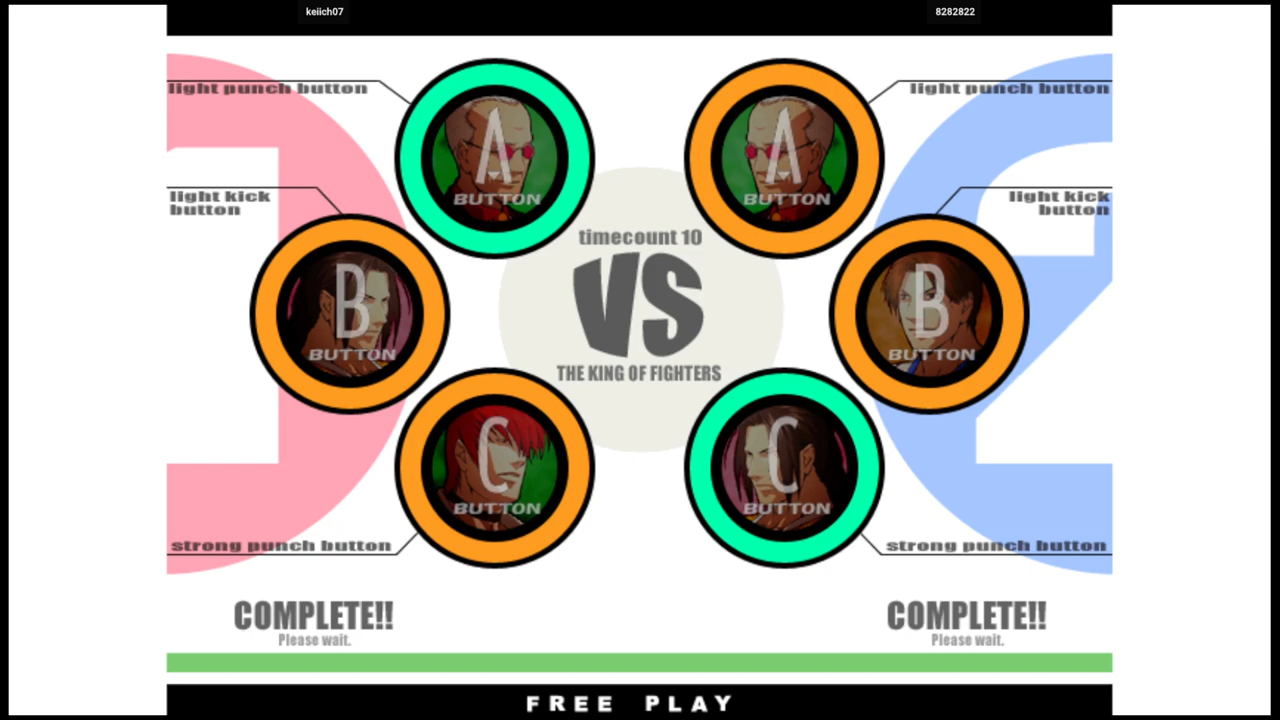 keiich07
8282822
light punch button
light punch button
A
BUTTON
A
BUTTON
light kick
button
light kick
button
timecount 10
VS
THE KING OF FIGHTERS
B
BUTTON
B
BUTTON
C
BUTTON
C
BUTTON
strong punch button
strong punch button
COMPLETE!!
Please wait.
COMPLETE!!
Please wait.
FREE PLAY